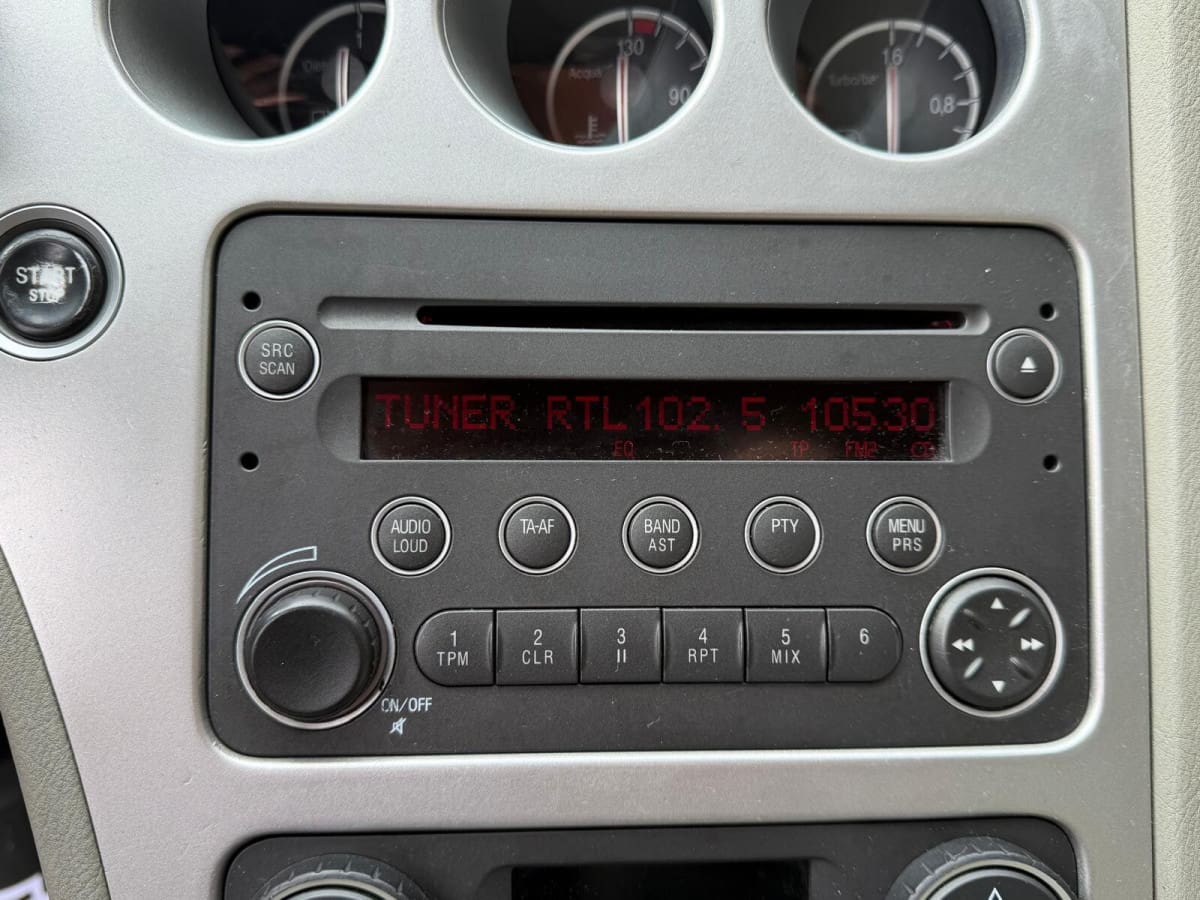 130
90
Acqua
1.6
Turbo/bar
0,8
START
STOP
SRC
SCAN
TUNER RTL102.5 105.30
EQ TP FM2
AUDIO
LOUD
TA-AF
BAND
AST
PTY
MENU
PRS
1
TPM
2
CLR
3
4
RPT
5
MIX
6
ON/OFF